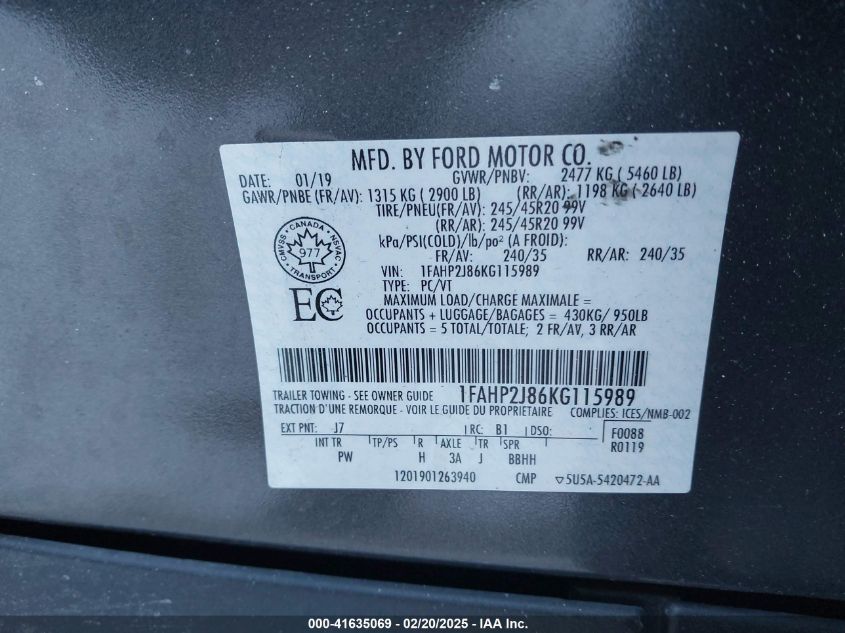 MFD. BY FORD MOTOR CO.
DATE: 01/19 GVWR/PNBV: 2477 KG ( 5460 LB)
GAWR/PNBE (FR/AV): 1315 KG ( 2900 LB) (RR/AR): 1198 KG ( 2640 LB)
TIRE/PNEU(FR/AV): 245/45R20 99V
(RR/AR): 245/45R20 99V
kPa/PSI(COLD)/lb/po² (A FROID):
FR/AV: 240/35 RR/AR: 240/35
CANADA
CMVSS 977 NSVAC
TRANSPORT
VIN: 1FAHP2J86KG115989
TYPE: PC/VT
EC
MAXIMUM LOAD/CHARGE MAXIMALE =
OCCUPANTS + LUGGAGE/BAGAGES = 430KG/ 950LB
OCCUPANTS = 5 TOTAL/TOTALE; 2 FR/AV, 3 RR/AR
TRAILER TOWING - SEE OWNER GUIDE 1FAHP2J86KG115989
TRACTION D'UNE REMORQUE - VOIR LE GUIDE DU PROPRIETAIRE COMPLIES: ICES/NMB-002
EXT PNT: J7 RC: B1 DSO: F0088
INT TR TP/PS R AXLE TR SPR R0119
PW H 3A J BBHH
1201901263940 CMP ▽5U5A-5420472-AA
000-41635069 / 02/20/2025 / IAA, Inc.